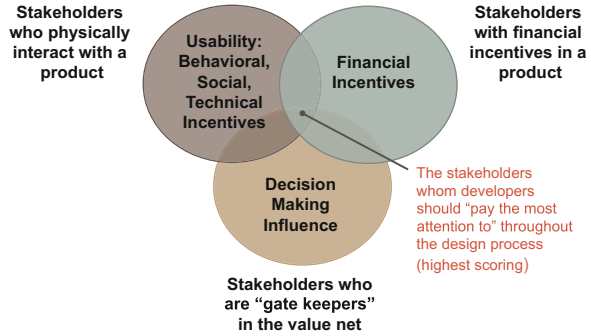 Stakeholders
who physically
interact with a
product
Usability:
Behavioral,
Social,
Technical
Incentives
Financial
Incentives
Stakeholders
with financial
incentives in a
product
Decision
Making
Influence
The stakeholders
whom developers
should “pay the most
attention to” throughout
the design process
(highest scoring)
Stakeholders who
are “gate keepers”
in the value net